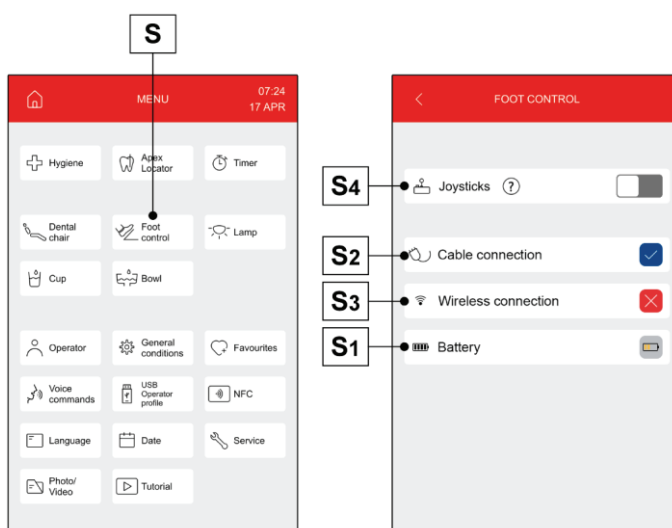 S
MENU
07:24
17 APR
Hygiene
Apex
Locator
Timer
Dental
chair
Foot
control
Lamp
Cup
Bowl
Operator
General
conditions
Favourites
Voice
commands
USB
Operator
profile
NFC
Language
Date
Service
Photo/
Video
Tutorial
FOOT CONTROL
S4
Joysticks ?
S2
Cable connection
S3
Wireless connection
S1
Battery